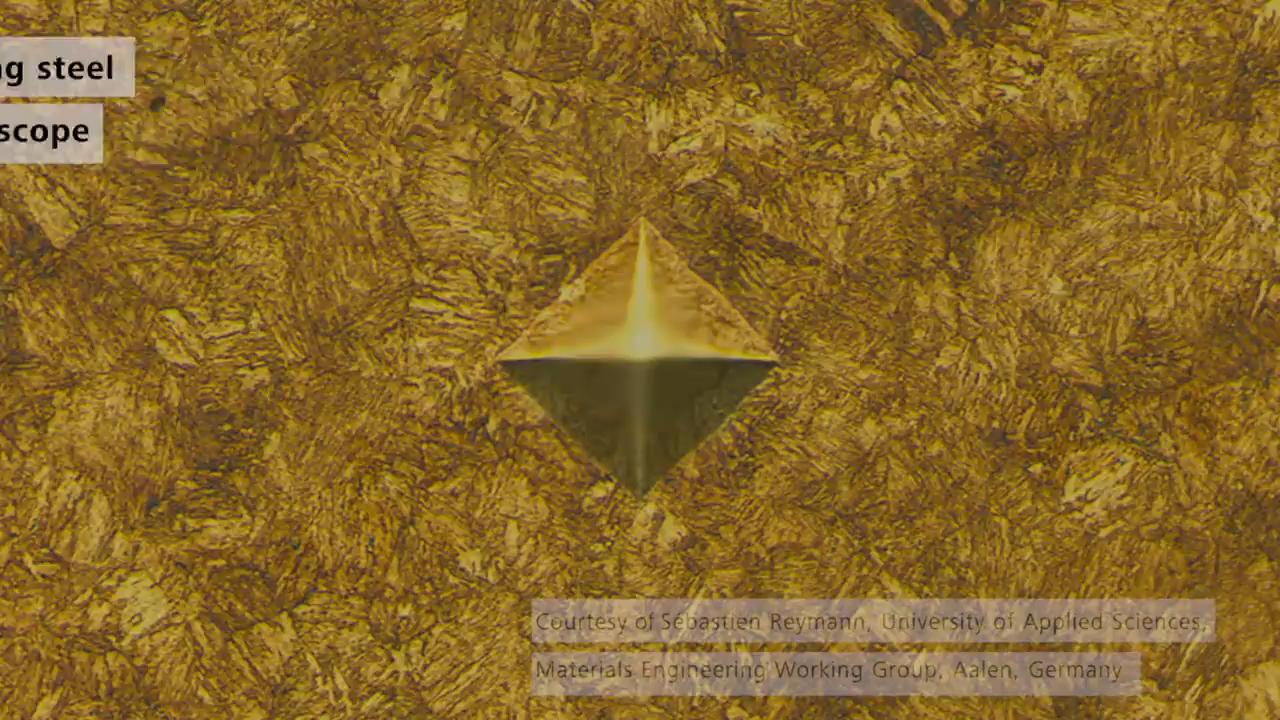 steel
scope
Courtesy of Sébastien Reymann, University of Applied Sciences,
Materials Engineering Working Group, Aalen, Germany